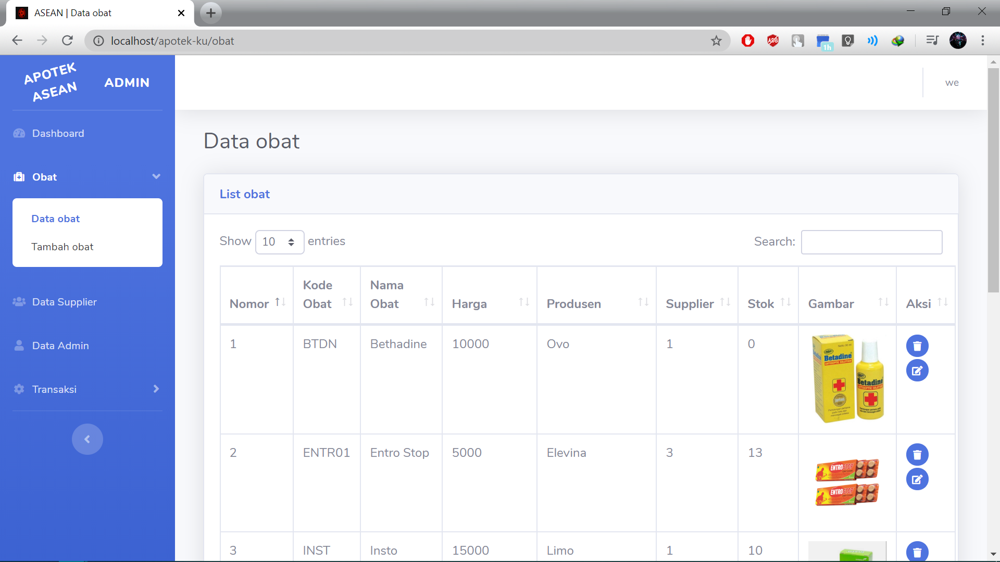 ASEAN | Data obat
localhost/apotek-ku/obat
1h
APOTEK
ASEAN
ADMIN
we
Dashboard
Obat
Data obat
Tambah obat
Data Supplier
Data Admin
Transaksi
Data obat
List obat
Show 10 entries
Search:
Nomor Kode Obat Nama Obat Harga Produsen Supplier Stok Gambar Aksi
1 BTDN Bethadine 10000 Ovo 1 0
Betadine
ANTISEPTIC SOLUTION
Betadine
2 ENTR01 Entro Stop 5000 Elevina 3 13
ENTROSTOP
ENTROSTOP
3 INST Insto 15000 Limo 1 10